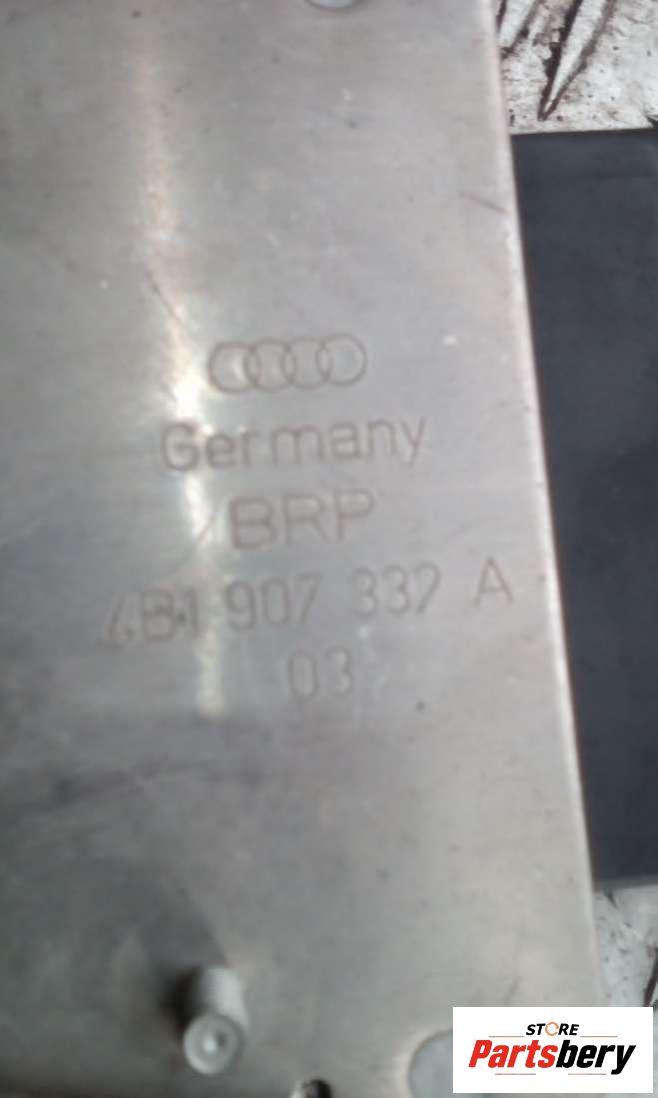 Germany
BRP
4B1 907 337 A
03
STORE
Partsbery